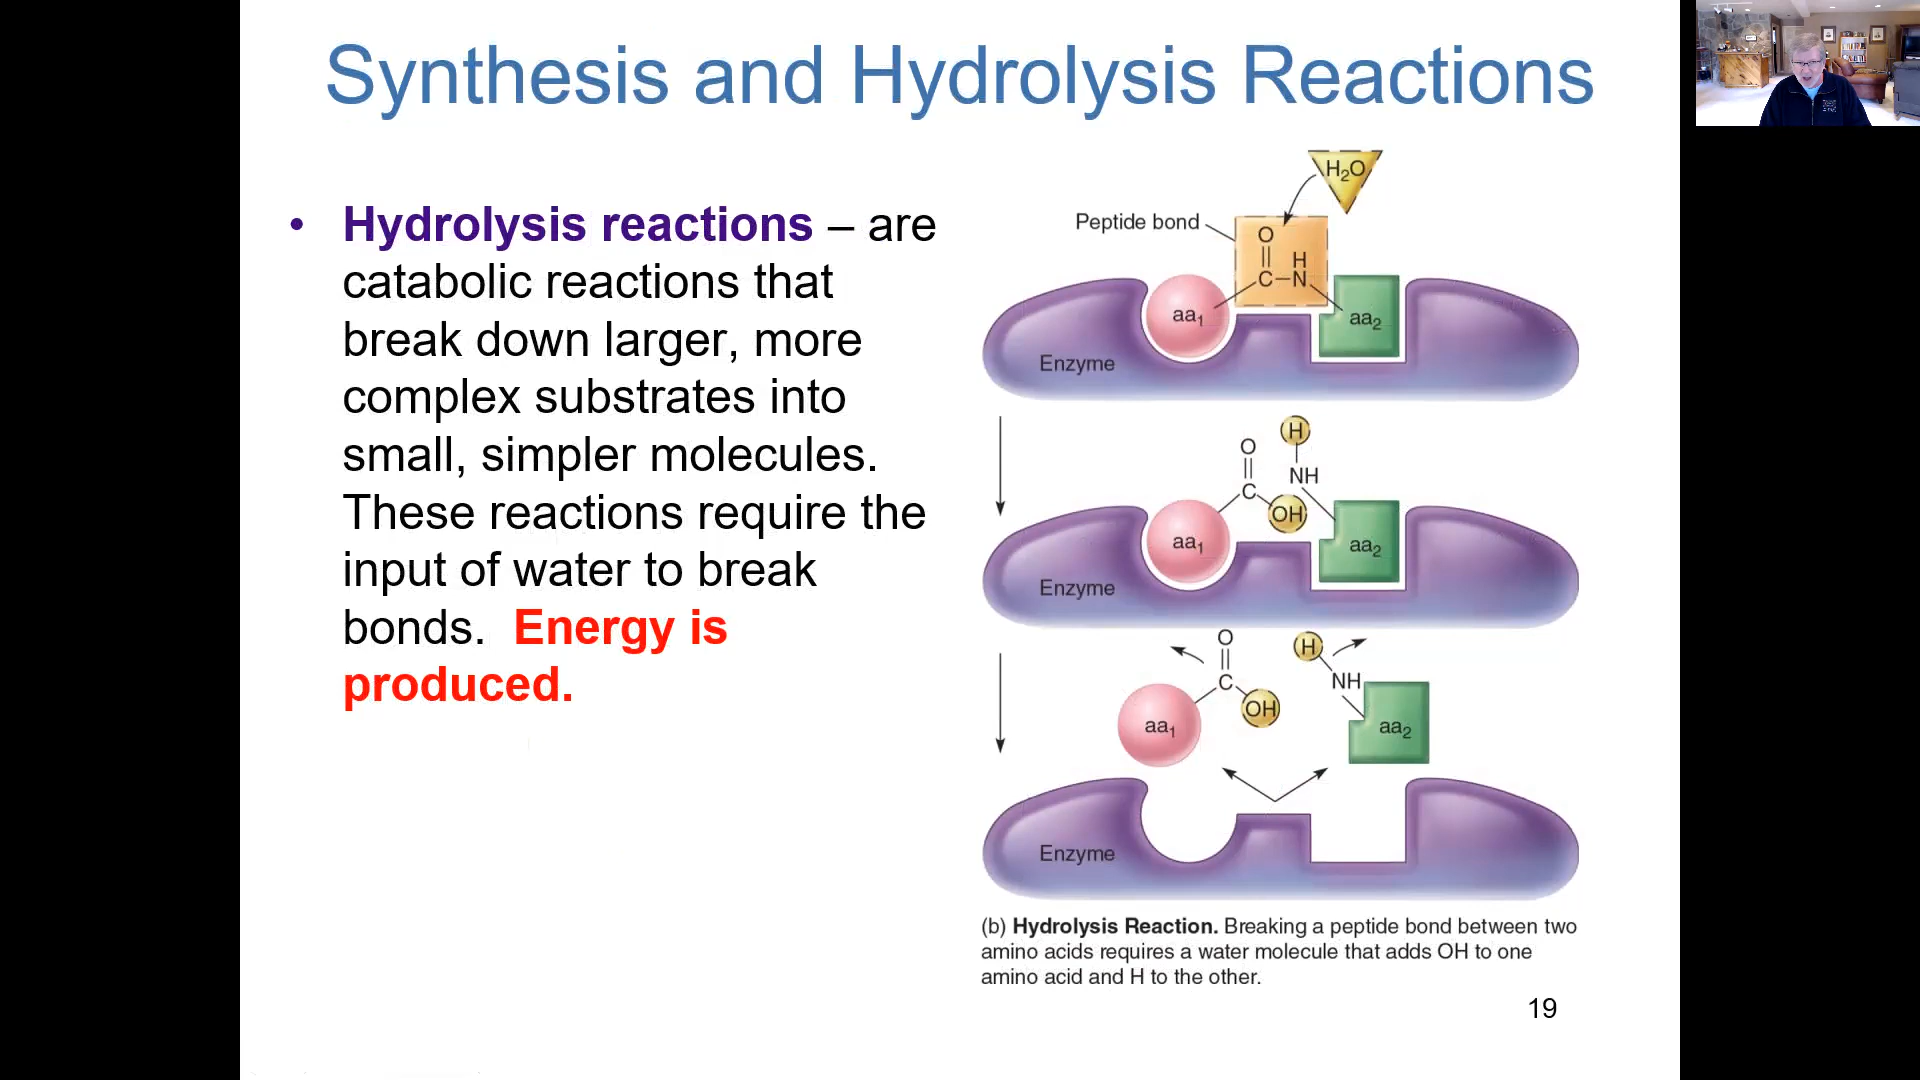 Synthesis and Hydrolysis Reactions
• Hydrolysis reactions – are
catabolic reactions that
break down larger, more
complex substrates into
small, simpler molecules.
These reactions require the
input of water to break
bonds. Energy is
produced.
H₂O
Peptide bond
O
H
C–N
aa₁
aa₂
Enzyme
H
O
NH
C
OH
aa₁
aa₂
Enzyme
O
H
C
NH
OH
aa₁
aa₂
Enzyme
(b) Hydrolysis Reaction. Breaking a peptide bond between two
amino acids requires a water molecule that adds OH to one
amino acid and H to the other.
19